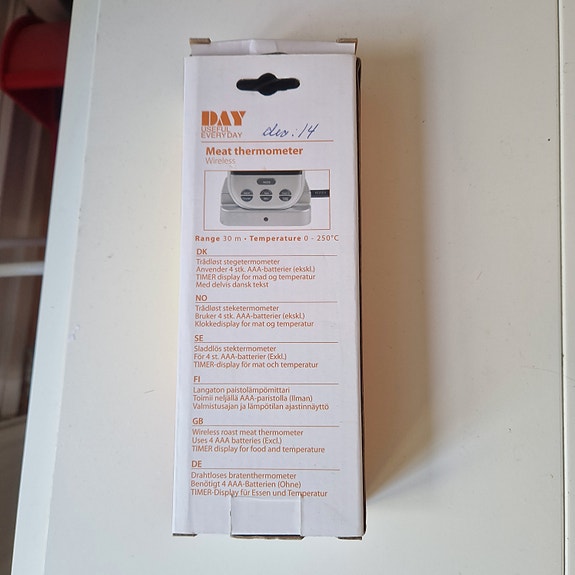 DAY
USEFUL
EVERYDAY
Meat thermometer
Wireless
Range 30 m • Temperature 0 - 250°C
DK
Trådløst stegetermometer
Anvender 4 stk. AAA-batterier (ekskl.)
TIMER display for mad og temperatur
Med delvis dansk tekst
NO
Trådløst steketermometer
Bruker 4 stk. AAA-batterier (ekskl.)
Klokkedisplay for mat og temperatur
SE
Sladdlös stektermometer
För 4 st. AAA-batterier (Exkl.)
TIMER-display för mat och temperatur
FI
Langaton paistolämpömittari
Toimii neljällä AAA-paristolla (Ilman)
Valmistusajan ja lämpötilan ajastinnäyttö
GB
Wireless roast meat thermometer
Uses 4 AAA batteries (Excl.)
TIMER display for food and temperature
DE
Drahtloses bratenthermometer
Benötigt 4 AAA-Batterien (Ohne)
TIMER-Display für Essen und Temperatur